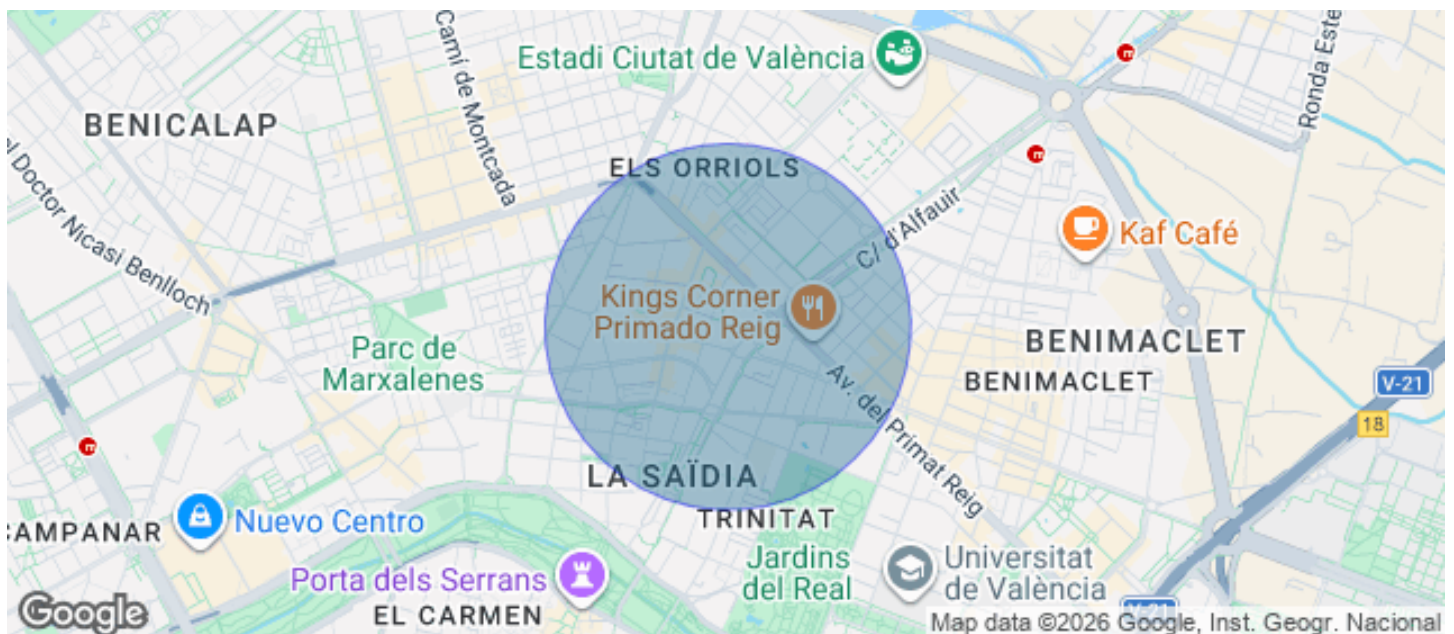 Camí de Montcada
Estadi Ciutat de València
Ronda Este
BENICALAP
ELS ORRIOLS
el Doctor Nicasi Benlloch
C/ d'Alfauir
Kaf Café
Kings Corner
Primado Reig
Parc de
Marxalenes
BENIMACLET
BENIMACLET
V-21
18
Av. del Primat Reig
LA SAÏDIA
TRINITAT
CAMPANAR
Nuevo Centro
Porta dels Serrans
Jardins
del Real
Universitat
de València
EL CARMEN
V-21
Google
Map data ©2026 Google, Inst. Geogr. Nacional